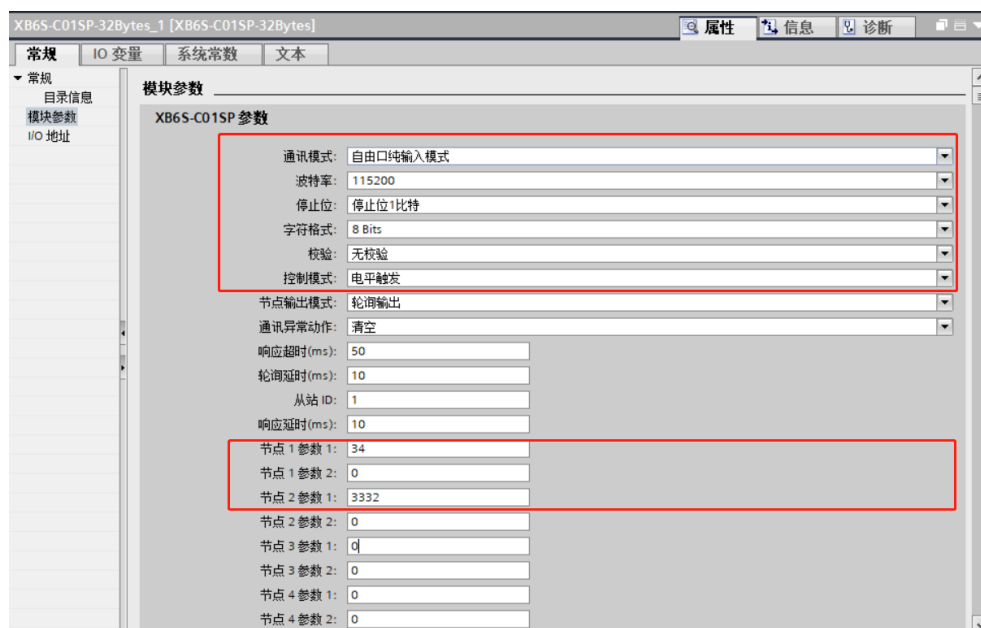 XB6S-C01SP-32Bytes_1 [XB6S-C01SP-32Bytes]
属性 信息 诊断
常规 IO 变量 系统常数 文本
常规
目录信息
模块参数
I/O 地址
模块参数
XB6S-C01SP 参数
通讯模式: 自由口纯输入模式
波特率: 115200
停止位: 停止位1比特
字符格式: 8 Bits
校验: 无校验
控制模式: 电平触发
节点输出模式: 轮询输出
通讯异常动作: 清空
响应超时(ms): 50
轮询延时(ms): 10
从站 ID: 1
响应延时(ms): 10
节点 1 参数 1: 34
节点 1 参数 2: 0
节点 2 参数 1: 3332
节点 2 参数 2: 0
节点 3 参数 1: 0
节点 3 参数 2: 0
节点 4 参数 1: 0
节点 4 参数 2: 0